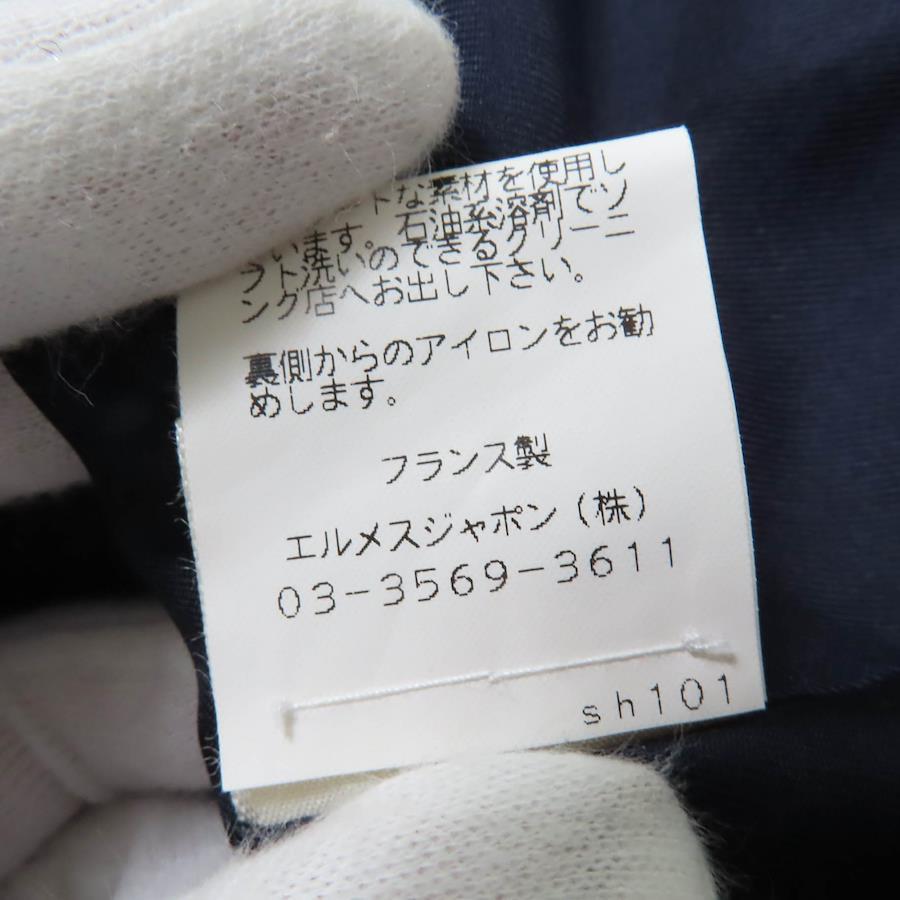 トな素材を使用し
います。石油系溶剤でソ
フト洗いのできるクリーニ
ング店へお出し下さい。
裏側からのアイロンをお勧
めします。
フランス製
エルメスジャポン(株)
03-3569-3611
sh101